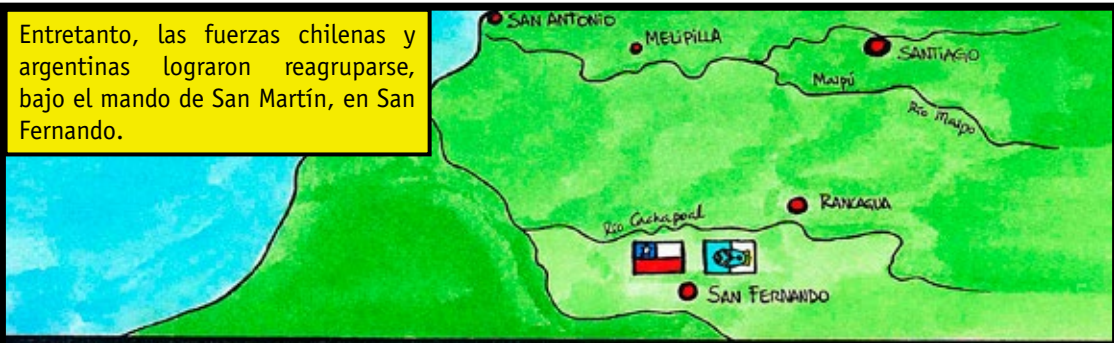 Entretanto, las fuerzas chilenas y
argentinas lograron reagruparse,
bajo el mando de San Martín, en San
Fernando.
SAN ANTONIO
MELIPILLA
SANTIAGO
Maipú
Río Maipo
RANCAGUA
Río Cachapoal
SAN FERNANDO